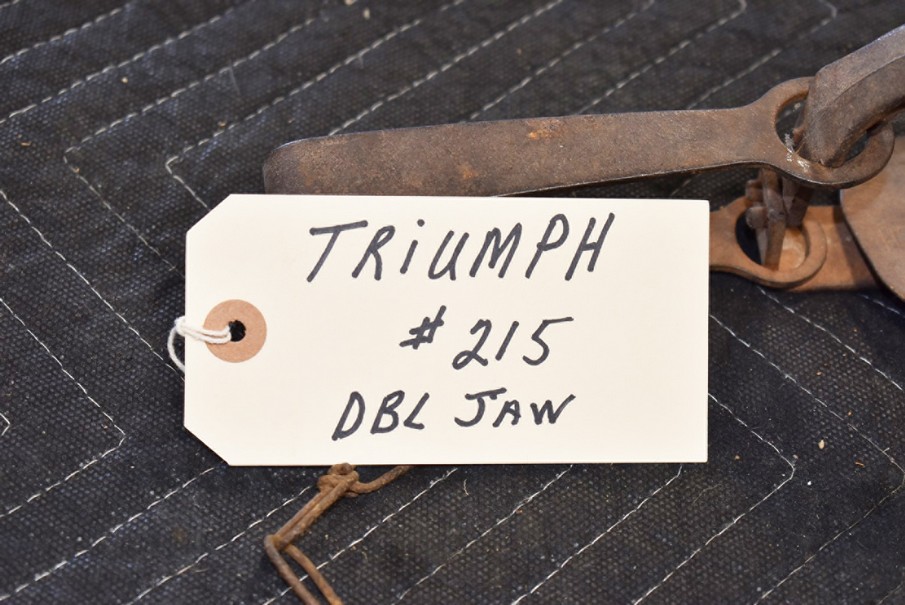 TRIUMPH
# 215
DBL JAW